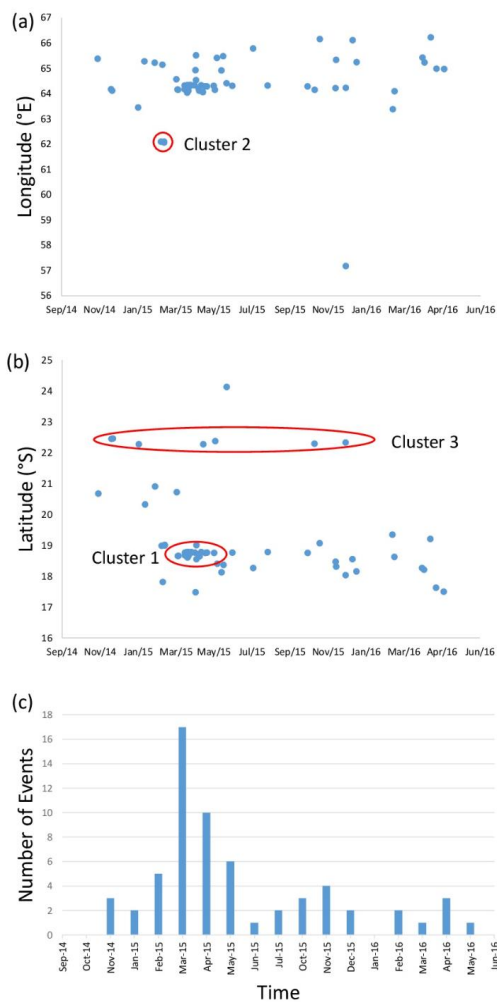 (a)
67
66
65
64
63
62
61
60
59
58
57
56
Longitude (°E)
Cluster 2
Sep/14 Nov/14 Jan/15 Mar/15 May/15 Jul/15 Sep/15 Nov/15 Jan/16 Mar/16 Apr/16 Jun/16
(b)
25
24
23
22
21
20
19
18
17
16
Latitude (°S)
Cluster 3
Cluster 1
Sep/14 Nov/14 Jan/15 Mar/15 May/15 Jul/15 Sep/15 Nov/15 Jan/16 Mar/16 Apr/16 Jun/16
(c)
18
16
14
12
10
8
6
4
2
0
Number of Events
Sep-14 Oct-14 Nov-14 Jan-15 Feb-15 Mar-15 Apr-15 May-15 Jun-15 Jul-15 Oct-15 Nov-15 Dec-15 Jan-16 Feb-16 Mar-16 Apr-16 May-16 Jun-16
Time